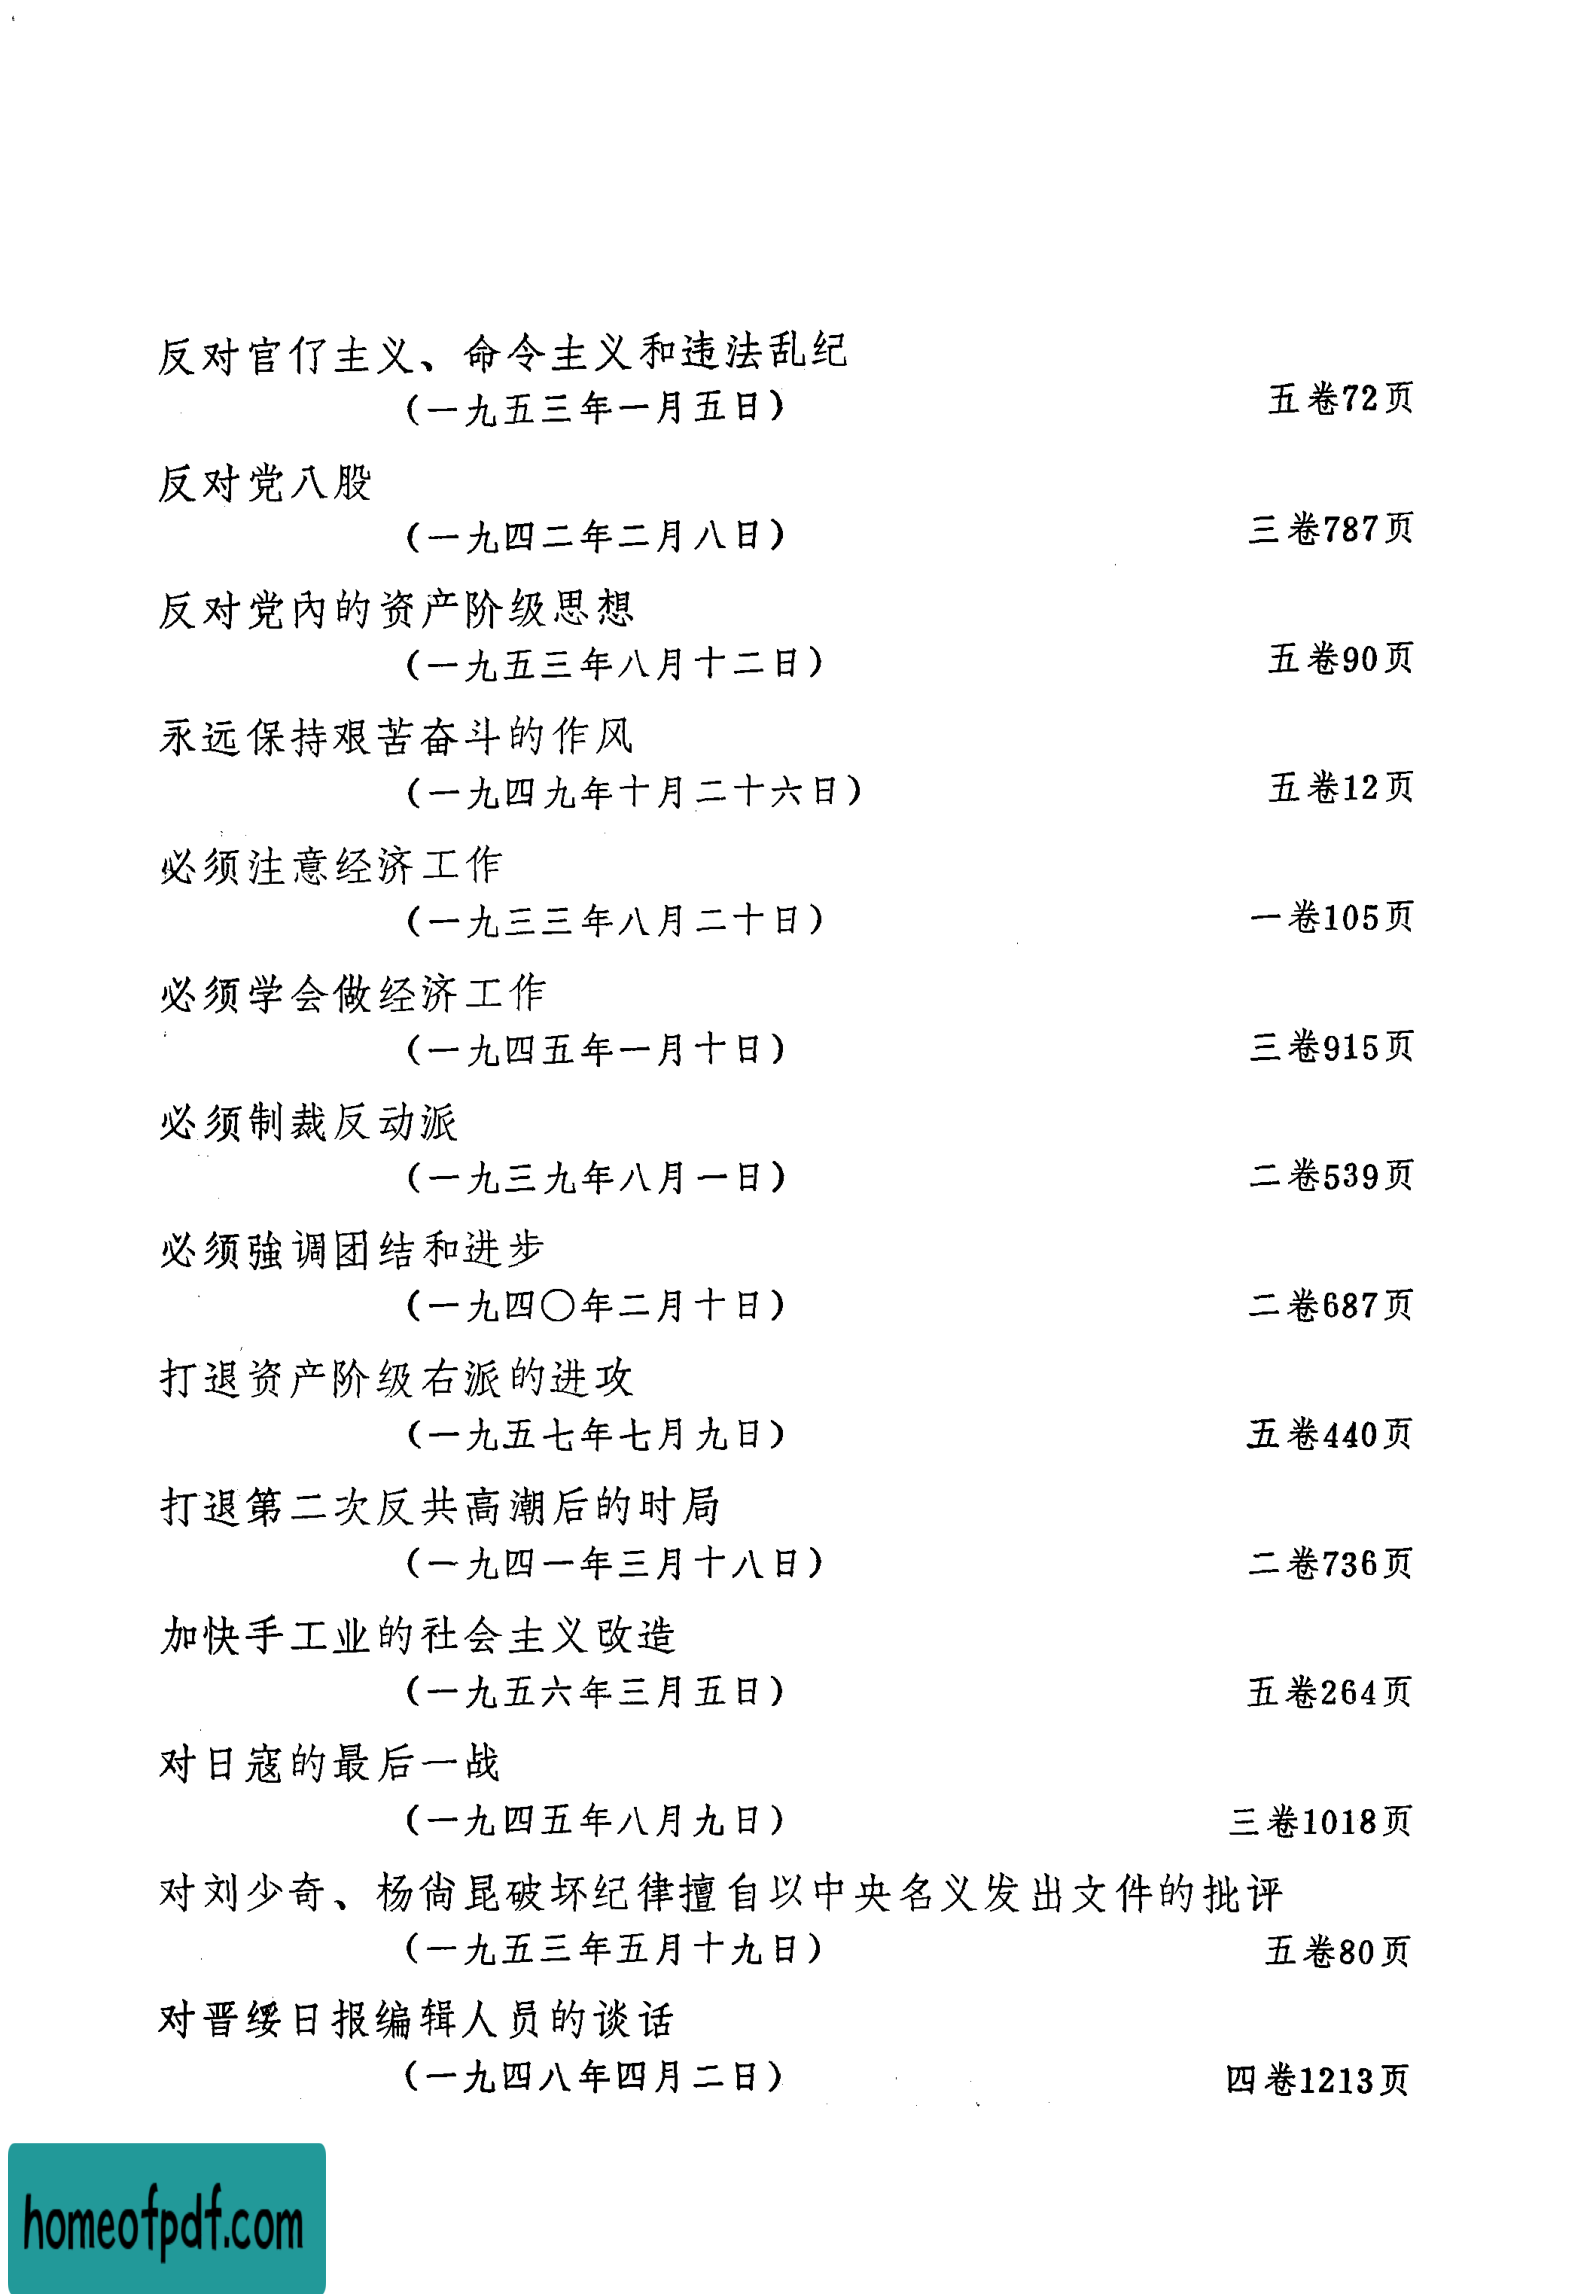 反对官仃主义、命令主义和违法乱纪
(一九五三年一月五日) 五卷72页
反对党八股
(一九四二年二月八日) 三卷787页
反对党內的资产阶级思想
(一九五三年八月十二日) 五卷90页
永远保持艰苦奋斗的作风
(一九四九年十月二十六日) 五卷12页
必须注意经济工作
(一九三三年八月二十日) 一卷105页
必须学会做经济工作
(一九四五年一月十日) 三卷915页
必须制裁反动派
(一九三九年八月一日) 二卷539页
必须強调团结和进步
(一九四〇年二月十日) 二卷687页
打退资产阶级右派的进攻
(一九五七年七月九日) 五卷440页
打退第二次反共高潮后的时局
(一九四一年三月十八日) 二卷736页
加快手工业的社会主义改造
(一九五六年三月五日) 五卷264页
对日寇的最后一战
(一九四五年八月九日) 三卷1018页
对刘少奇、杨尙昆破坏纪律擅自以中央名义发出文件的批评
(一九五三年五月十九日) 五卷80页
对晋绥日报编辑人员的谈话
(一九四八年四月二日) 四卷1213页
homeofpdf.com